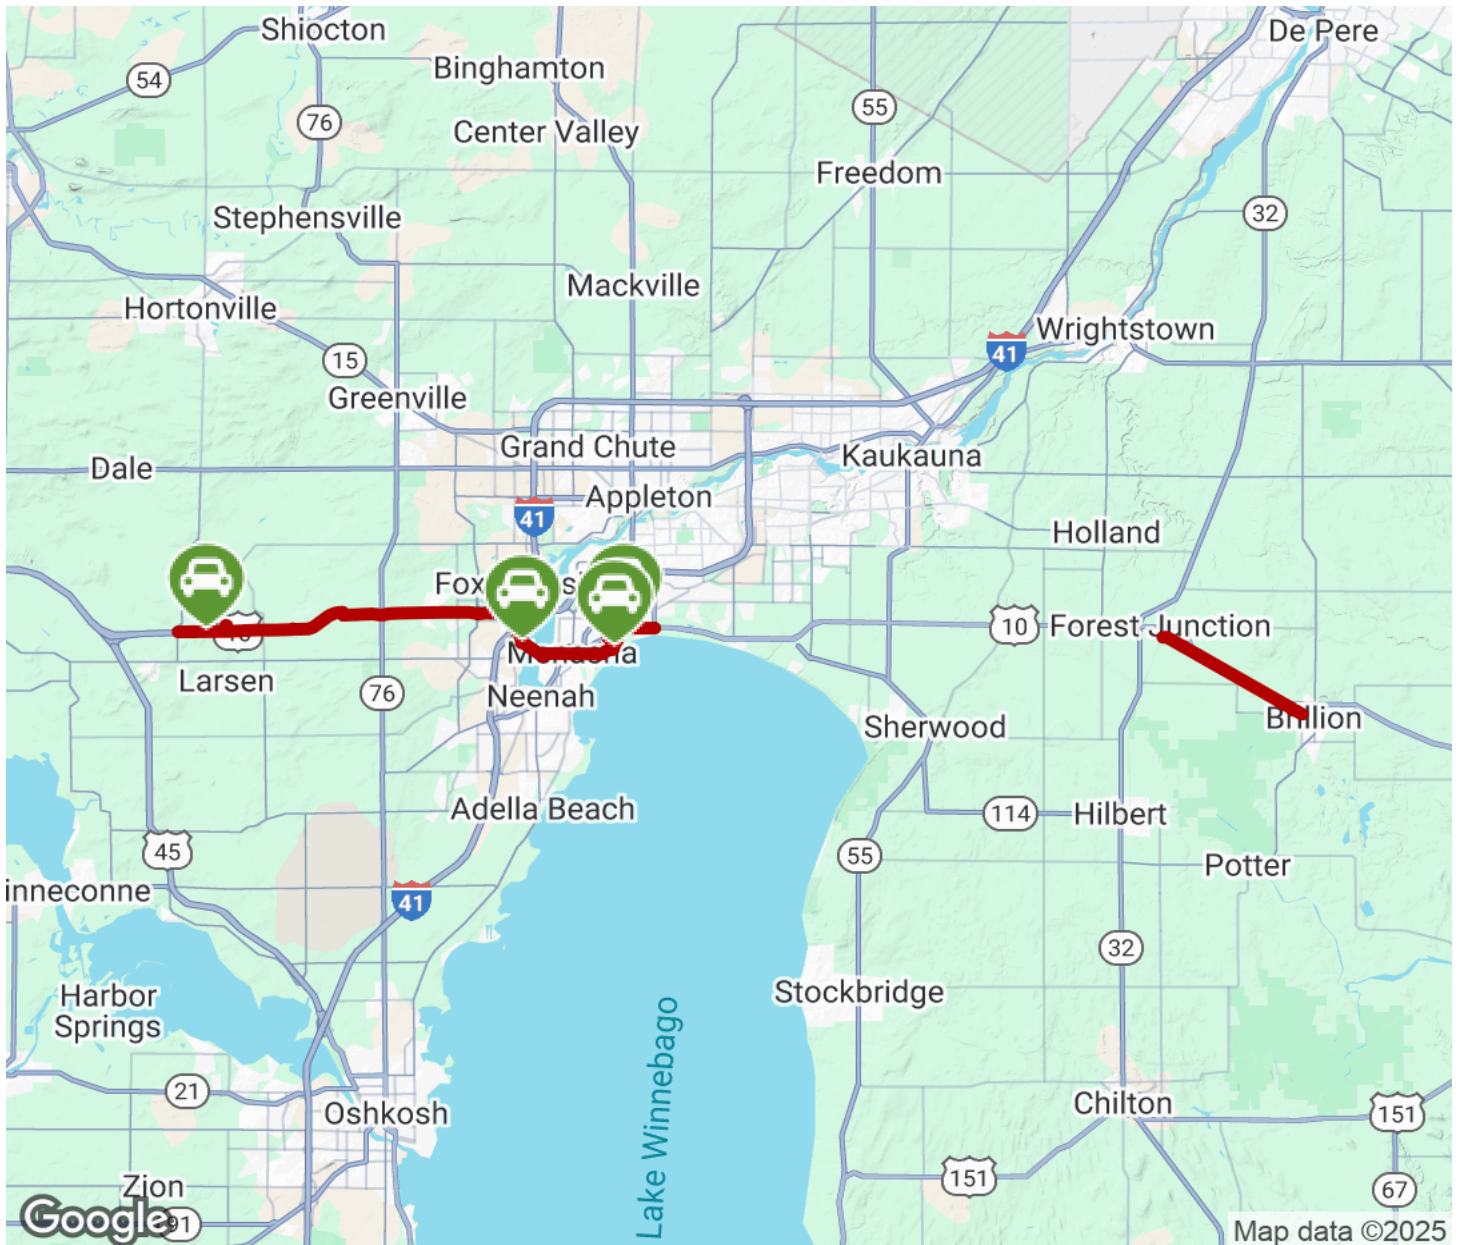 Shiocton
De Pere
54
Binghamton
76
55
Center Valley
Freedom
Stephensville
32
Mackville
Hortonville
Wrightstown
41
15
Greenville
Grand Chute
Kaukauna
Dale
Appleton
41
Holland
Fox
10
Forest Junction
Menasha
Larsen
76
Neenah
Brillion
Sherwood
Adella Beach
114
Hilbert
45
55
Potter
inneconne
41
32
Harbor
Springs
Stockbridge
Lake Winnebago
21
Oshkosh
Chilton
151
151
Zion
67
Google
91
Map data ©2025